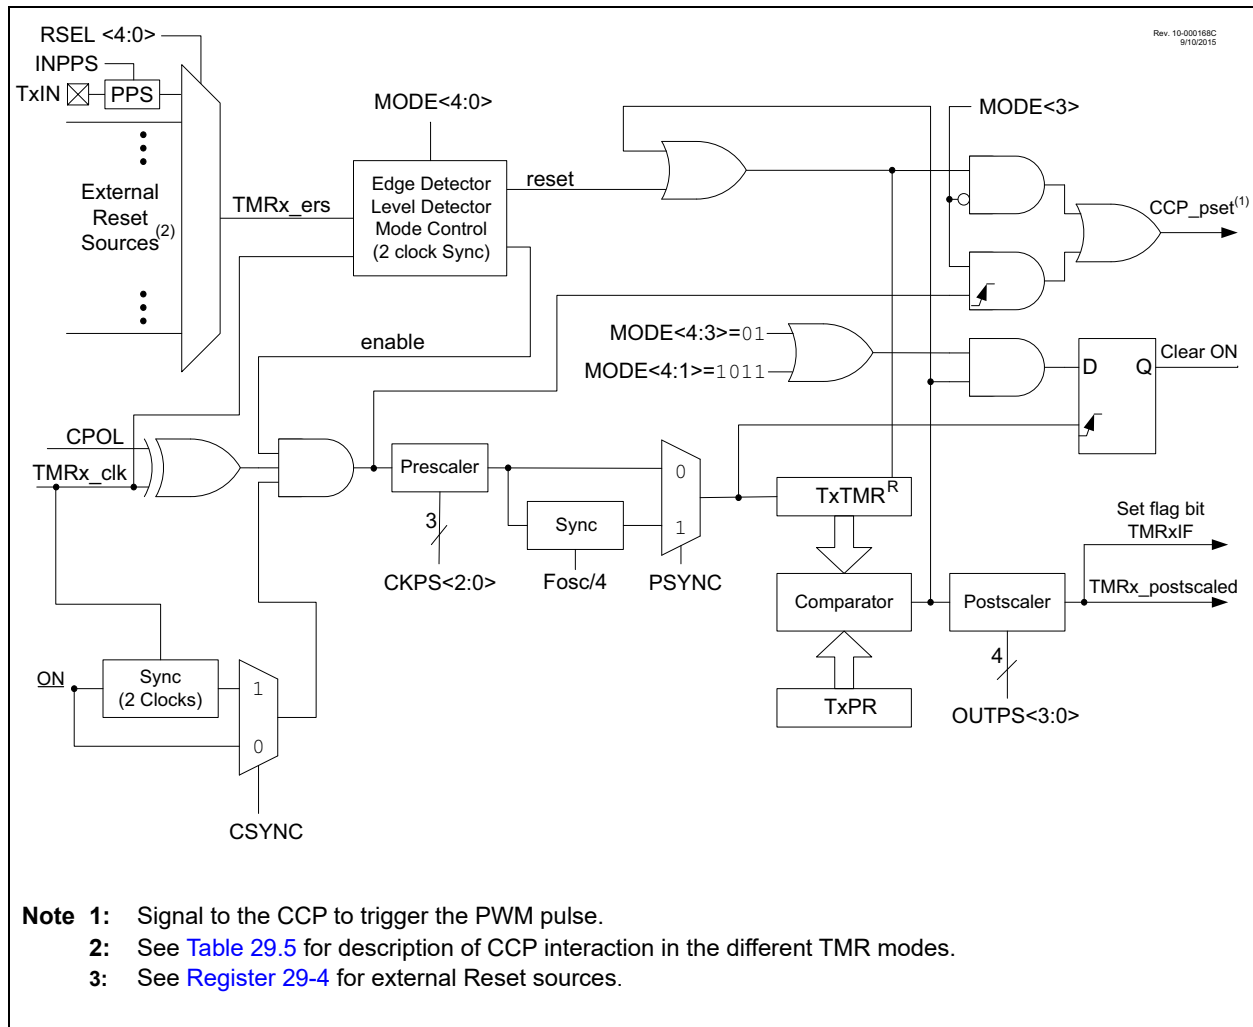 Rev. 10-000168C
9/10/2015
RSEL <4:0>
INPPS
TxIN
PPS
MODE<4:0>
MODE<3>
External
Reset
Sources(2)
TMRx_ers
Edge Detector
Level Detector
Mode Control
(2 clock Sync)
reset
CCP_pset(1)
enable
MODE<4:3>=01
MODE<4:1>=1011
D
Q
Clear ON
CPOL
TMRx_clk
Prescaler
3
CKPS<2:0>
Sync
Fosc/4
0
1
PSYNC
TxTMR
R
Set flag bit
TMRxIF
Comparator
Postscaler
TMRx_postscaled
4
OUTPS<3:0>
TxPR
ON
Sync
(2 Clocks)
1
0
CSYNC
Note 1: Signal to the CCP to trigger the PWM pulse.
2: See Table 29.5 for description of CCP interaction in the different TMR modes.
3: See Register 29-4 for external Reset sources.